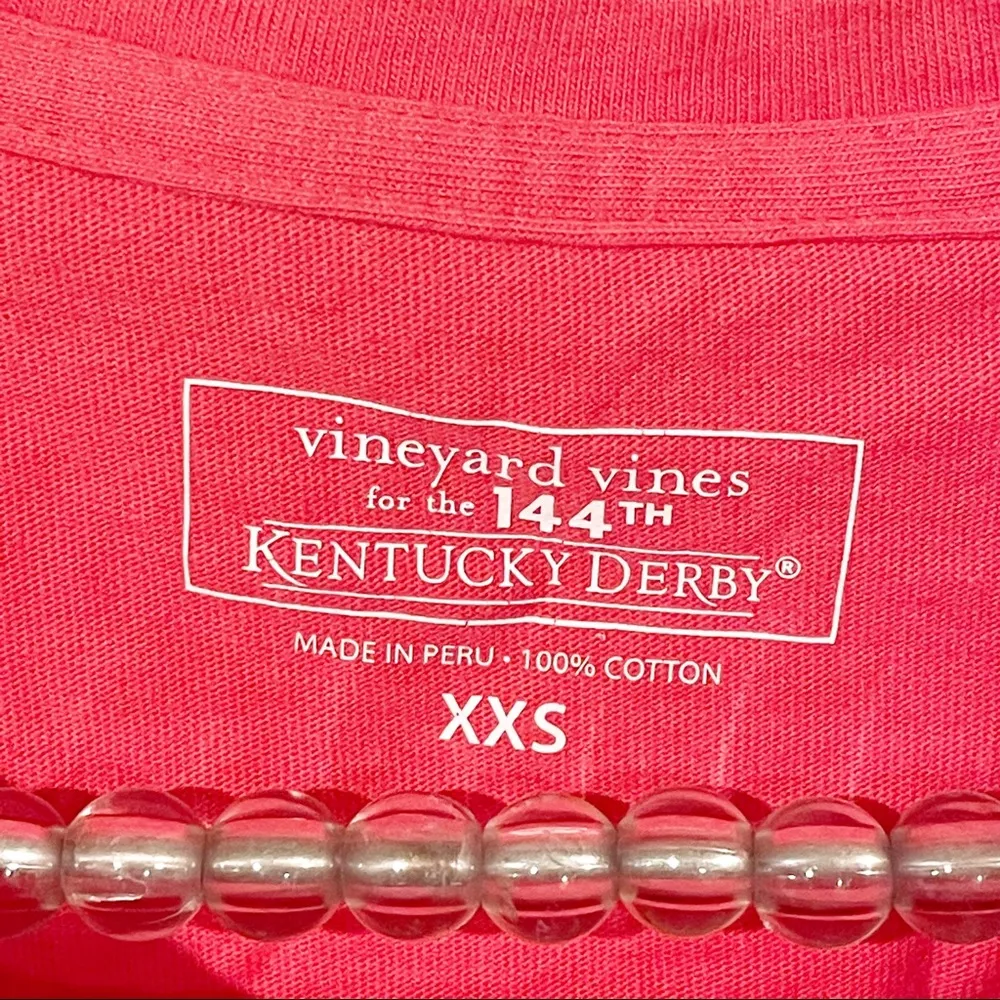 vineyard vines
for the 144TH
KENTUCKY DERBY®
MADE IN PERU • 100% COTTON
XXS